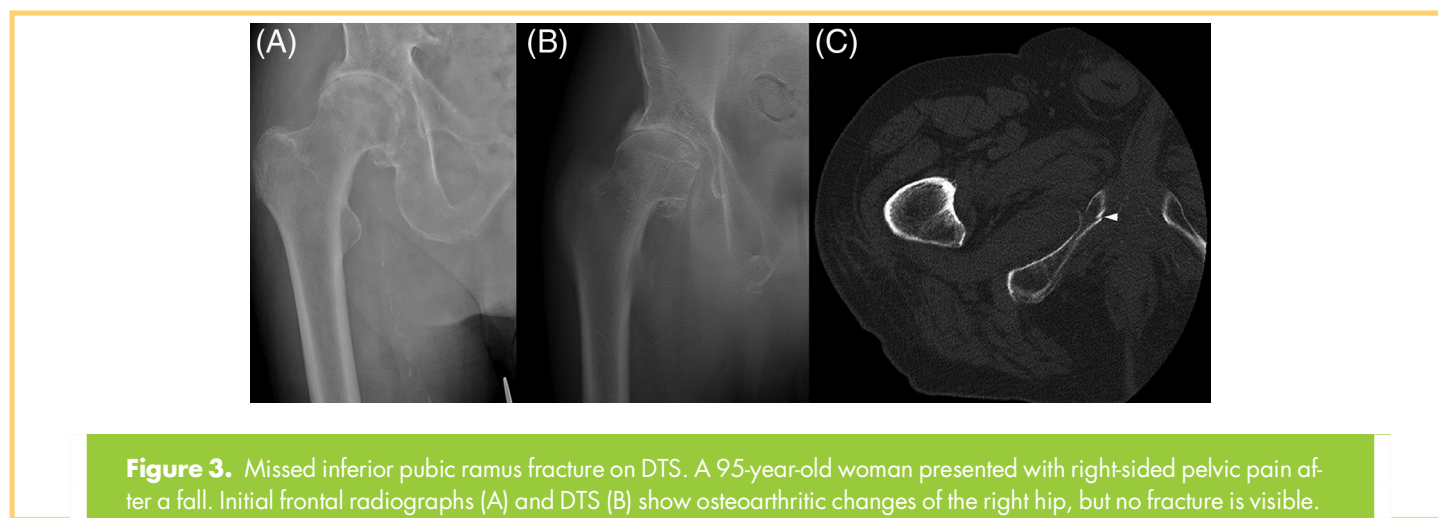 (A) (B) (C)
Figure 3. Missed inferior pubic ramus fracture on DTS. A 95-year-old woman presented with right-sided pelvic pain af-
ter a fall. Initial frontal radiographs (A) and DTS (B) show osteoarthritic changes of the right hip, but no fracture is visible.